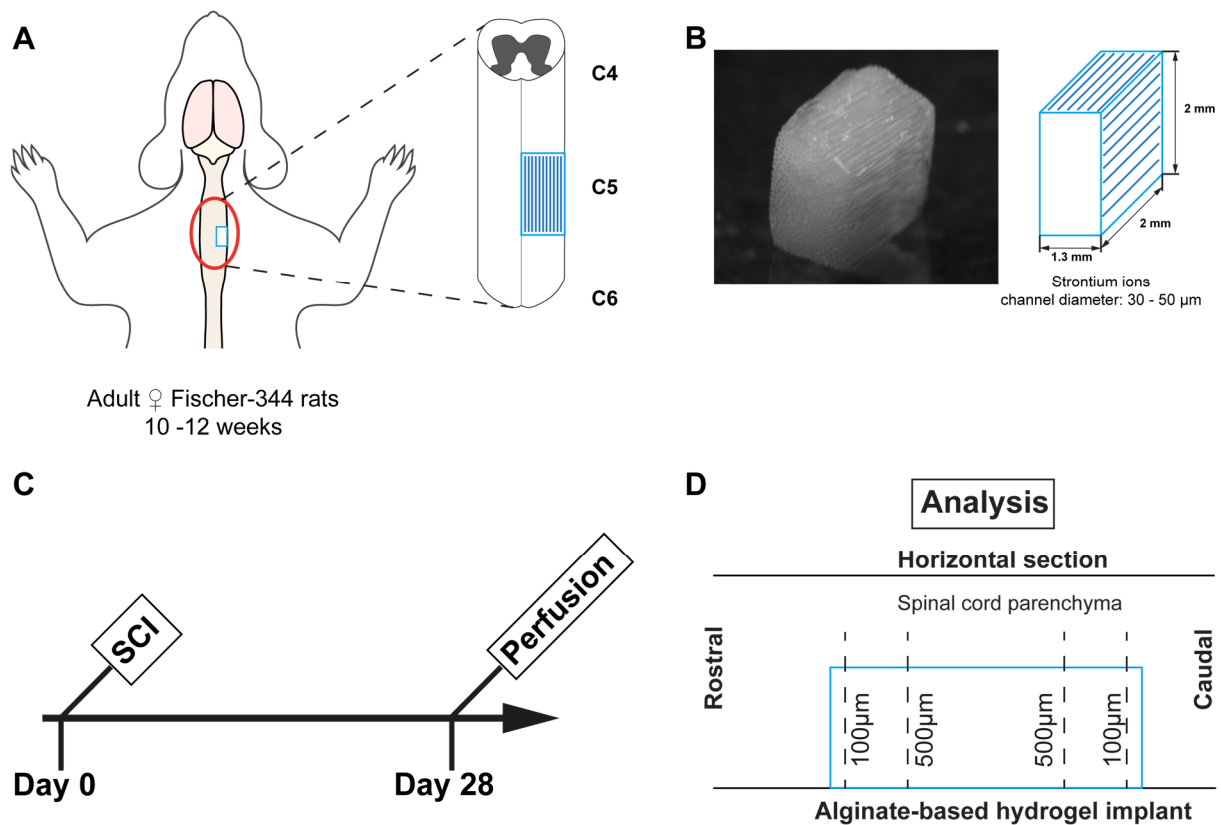 A
C4
C5
C6
Adult ♀ Fischer-344 rats
10 -12 weeks
B
2 mm
2 mm
1.3 mm
Strontium ions
channel diameter: 30 - 50 µm
C
SCI
Perfusion
Day 0
Day 28
D
Analysis
Horizontal section
Spinal cord parenchyma
Rostral
100µm
500µm
500µm
100µm
Caudal
Alginate-based hydrogel implant